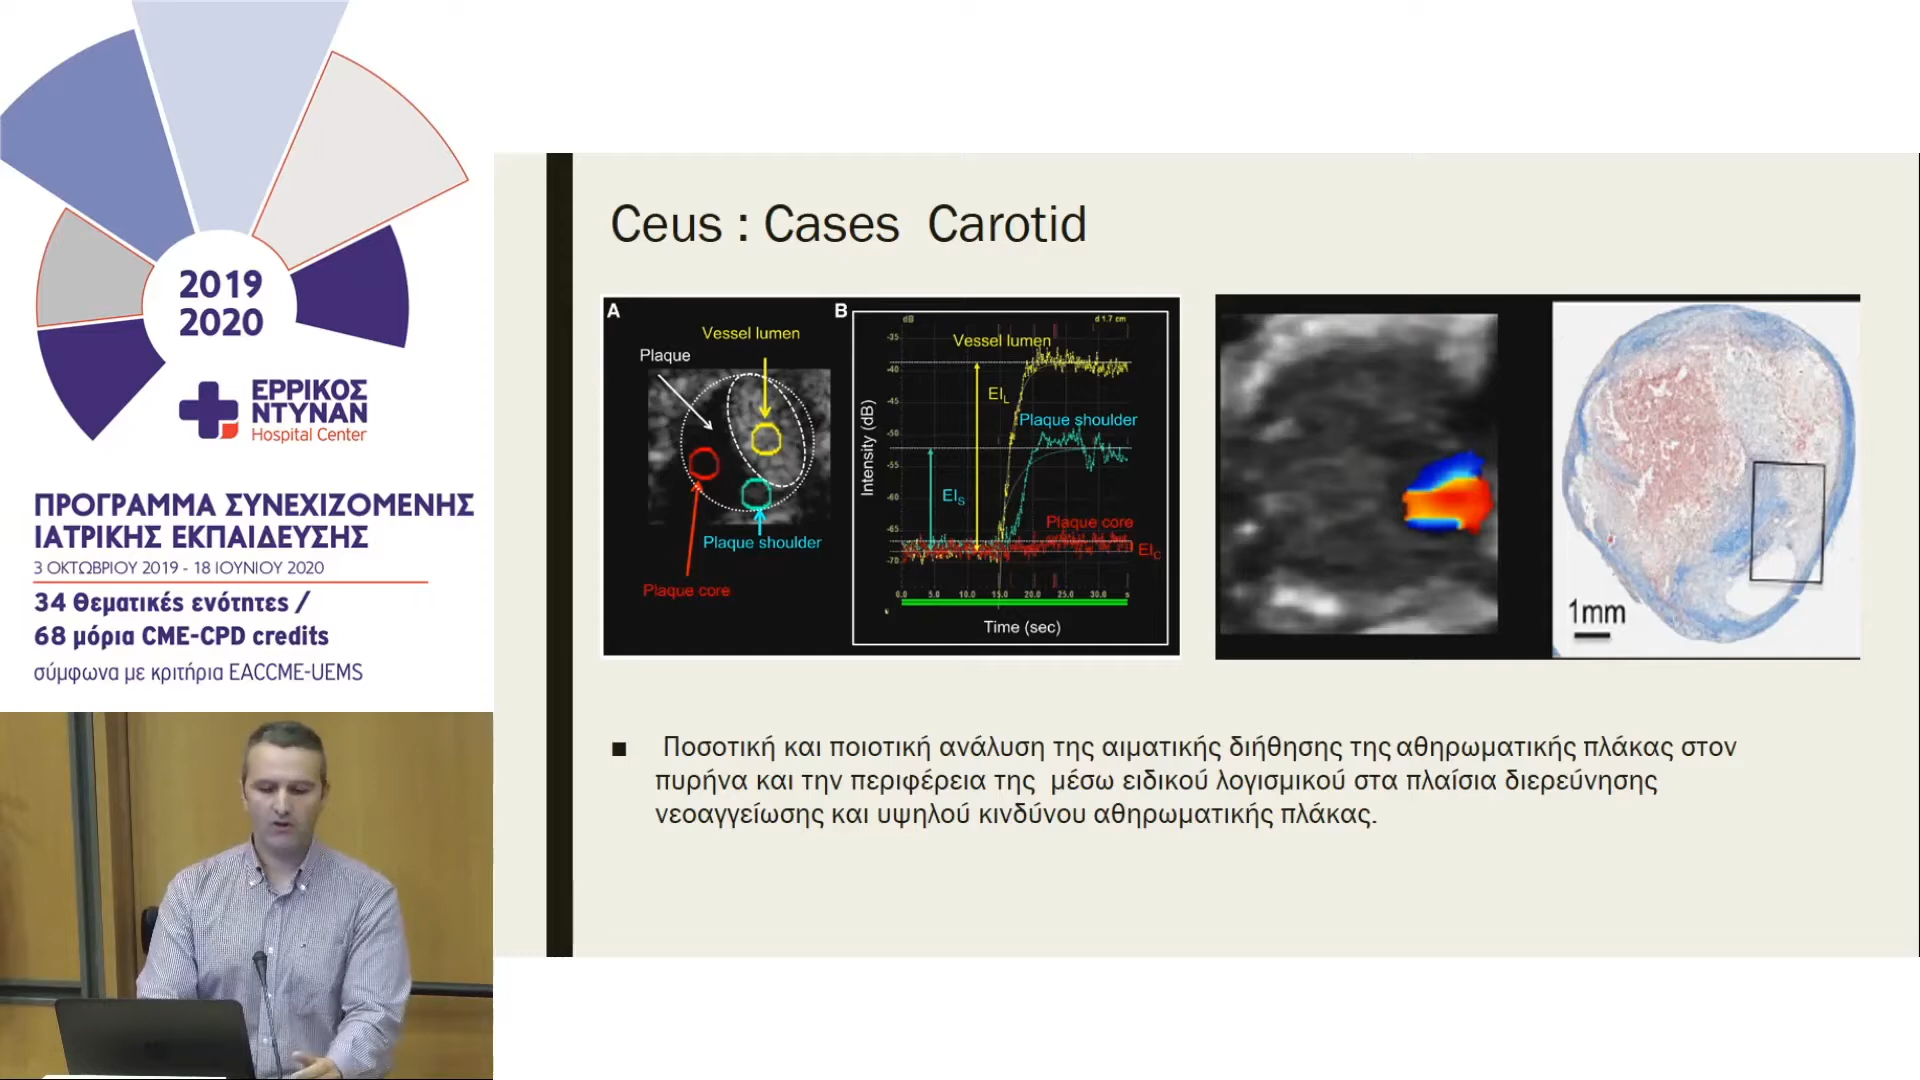 2019
2020
ΕΡΡΙΚΟΣ
ΝΤΥΝΑΝ
Hospital Center
ΠΡΟΓΡΑΜΜΑ ΣΥΝΕΧΙΖΟΜΕΝΗΣ
ΙΑΤΡΙΚΗΣ ΕΚΠΑΙΔΕΥΣΗΣ
3 ΟΚΤΩΒΡΙΟΥ 2019 - 18 ΙΟΥΝΙΟΥ 2020
34 θεματικές ενότητες /
68 μόρια CME-CPD credits
σύμφωνα με κριτήρια EACCME-UEMS
Ceus : Cases Carotid
A
Vessel lumen
Plaque
Plaque shoulder
Plaque core
B
dB
d 1.7 cm
Vessel lumen
EIL
Plaque shoulder
EIS
Plaque core
EIC
Intensity (dB)
-35
-40
-45
-50
-55
-60
-65
-70
0.0 5.0 10.0 15.0 20.0 25.0 30.0 s
Time (sec)
1mm
■ Ποσοτική και ποιοτική ανάλυση της αιματικής διήθησης της αθηρωματικής πλάκας στον
πυρήνα και την περιφέρεια της μέσω ειδικού λογισμικού στα πλαίσια διερεύνησης
νεοαγγείωσης και υψηλού κινδύνου αθηρωματικής πλάκας.